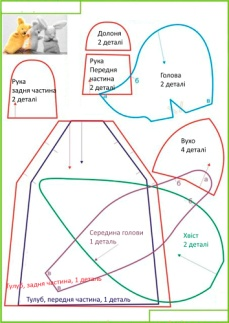 Долоня
2 деталі
Рука
Передня
частина
2 деталі
Рука
задня частина
2 деталі
Голова
2 деталі
б
а
в
Вухо
4 деталі
а
б
б
Середина голови
1 деталь
Хвіст
2 деталі
в
Тулуб, задня частина, 1 деталь
Тулуб, передня частина, 1 деталь